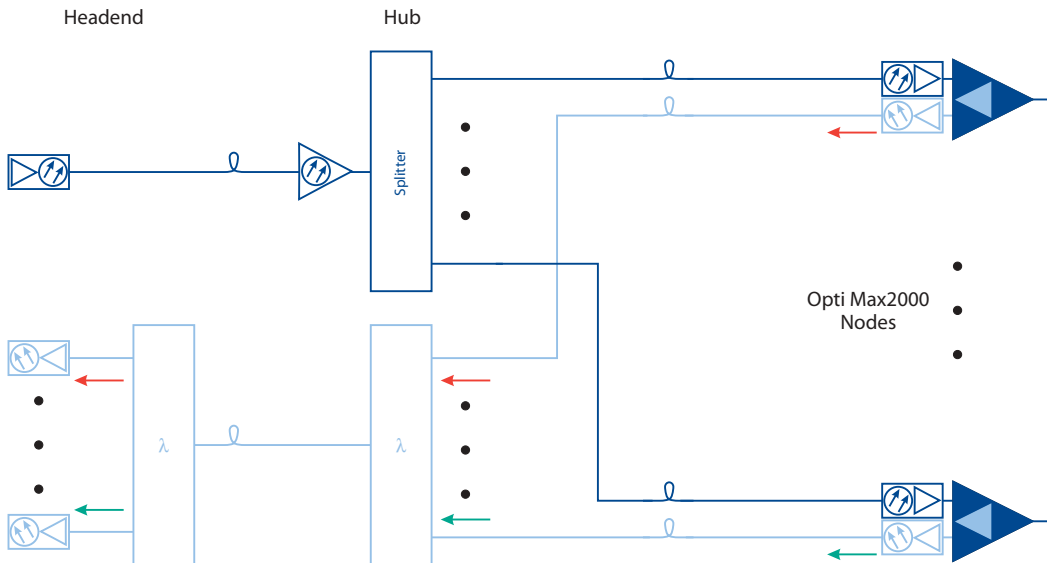 Headend
Hub
Splitter
Opti Max2000
Nodes
λ
λ